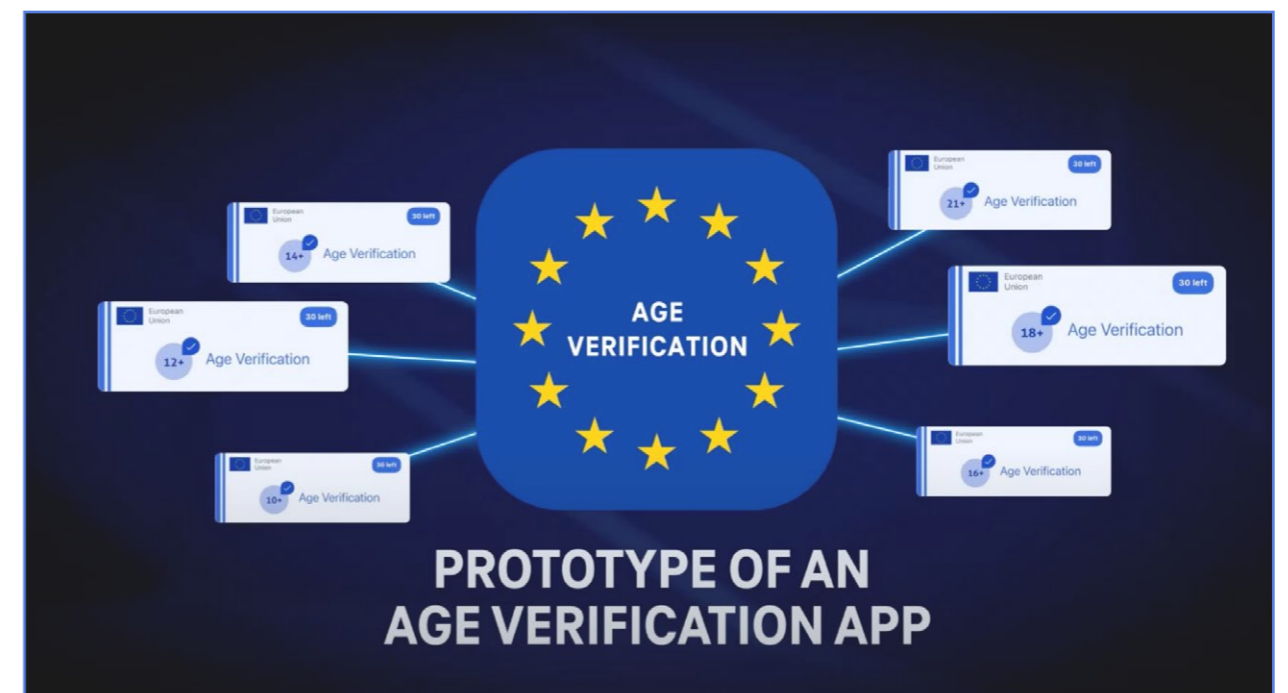 European
Union
30 left
14+
Age Verification
European
Union
30 left
12+
Age Verification
European
Union
30 left
10+
Age Verification
AGE
VERIFICATION
European
Union
30 left
21+
Age Verification
European
Union
30 left
18+
Age Verification
European
Union
30 left
16+
Age Verification
PROTOTYPE OF AN
AGE VERIFICATION APP